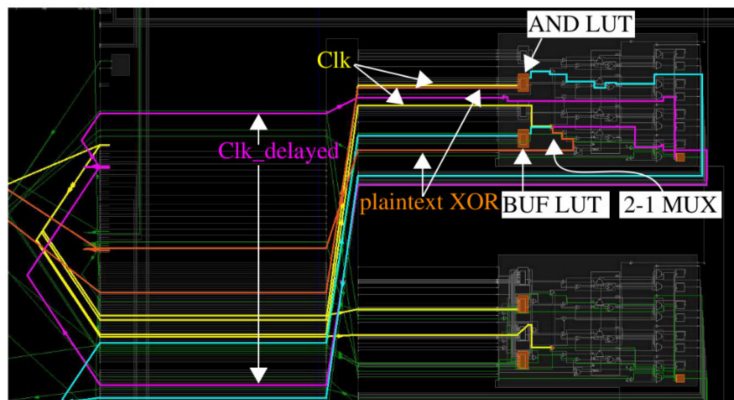 AND LUT
Clk
Clk_delayed
plaintext XOR
BUF LUT
2-1 MUX